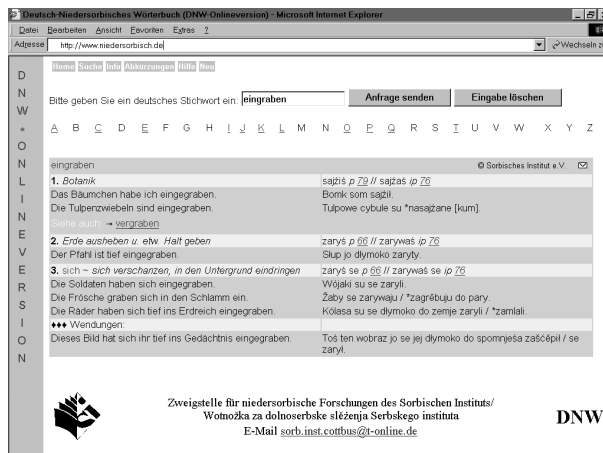 Deutsch-Niedersorbisches Wörterbuch (DNW-Onlineversion) - Microsoft Internet Explorer
Datei Bearbeiten Ansicht Favoriten Extras ?
Adresse http://www.niedersorbisch.de Wechseln z
D N W * O N L I N E V E R S I O N
Home Suche Info Abkürzungen Hilfe Neu
Bitte geben Sie ein deutsches Stichwort ein: eingraben Anfrage senden Eingabe löschen
A B C D E F G H I J K L M N O P Q R S T U V W X Y Z
eingraben © Sorbisches Institut e.V.
1. Botanik sajźiś p 79 // sajźaś ip 76
Das Bäumchen habe ich eingegraben. Bomk som sajźił.
Die Tulpenzwiebeln sind eingegraben. Tulpowe cybule su *nasajźane [kum].
Siehe auch → vergraben
2. Erde ausheben u. etw. Halt geben zaryś p 66 // zarywaś ip 76
Der Pfahl ist tief eingegraben. Słup jo dłymoko zaryty.
3. sich ~ sich verschanzen, in den Untergrund eindringen zaryś se p 66 // zarywaś se ip 76
Die Soldaten haben sich eingegraben. Wójaki su se zaryli.
Die Frösche graben sich in den Schlamm ein. Žaby se zarywaju / *zagrěbuju do pary.
Die Räder haben sich tief ins Erdreich eingegraben. Kólasa su se dłymoko do zemje zaryli / *zamlali.
♦♦♦ Wendungen:
Dieses Bild hat sich ihr tief ins Gedächtnis eingegraben. Toś ten wobraz jo se jej dłymoko do spomnjeśa zašćěpił / se
zarył.
Zweigstelle für niedersorbische Forschungen des Sorbischen Instituts/
Wotnožka za dolnoserbske slěźenja Serbskego instituta
E-Mail sorb.inst.cottbus@t-online.de
DNW